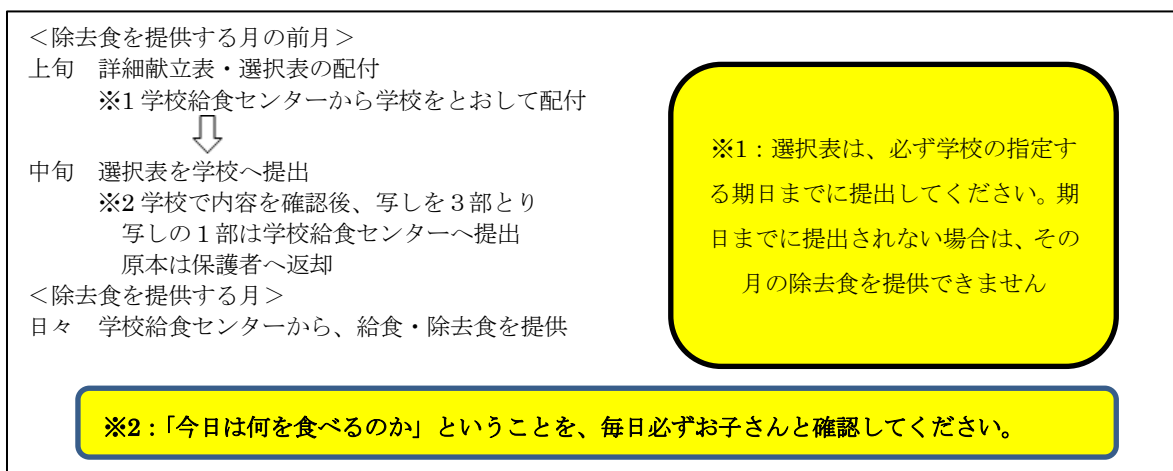 ＜除去食を提供する月の前月＞
上旬　詳細献立表・選択表の配付
※1 学校給食センターから学校をとおして配付
中旬　選択表を学校へ提出
※2 学校で内容を確認後、写しを３部とり
写しの１部は学校給食センターへ提出
原本は保護者へ返却
＜除去食を提供する月＞
日々　学校給食センターから、給食・除去食を提供
※1：選択表は、必ず学校の指定す
る期日までに提出してください。期
日までに提出されない場合は、その
月の除去食を提供できません
※2：「今日は何を食べるのか」ということを、毎日必ずお子さんと確認してください。